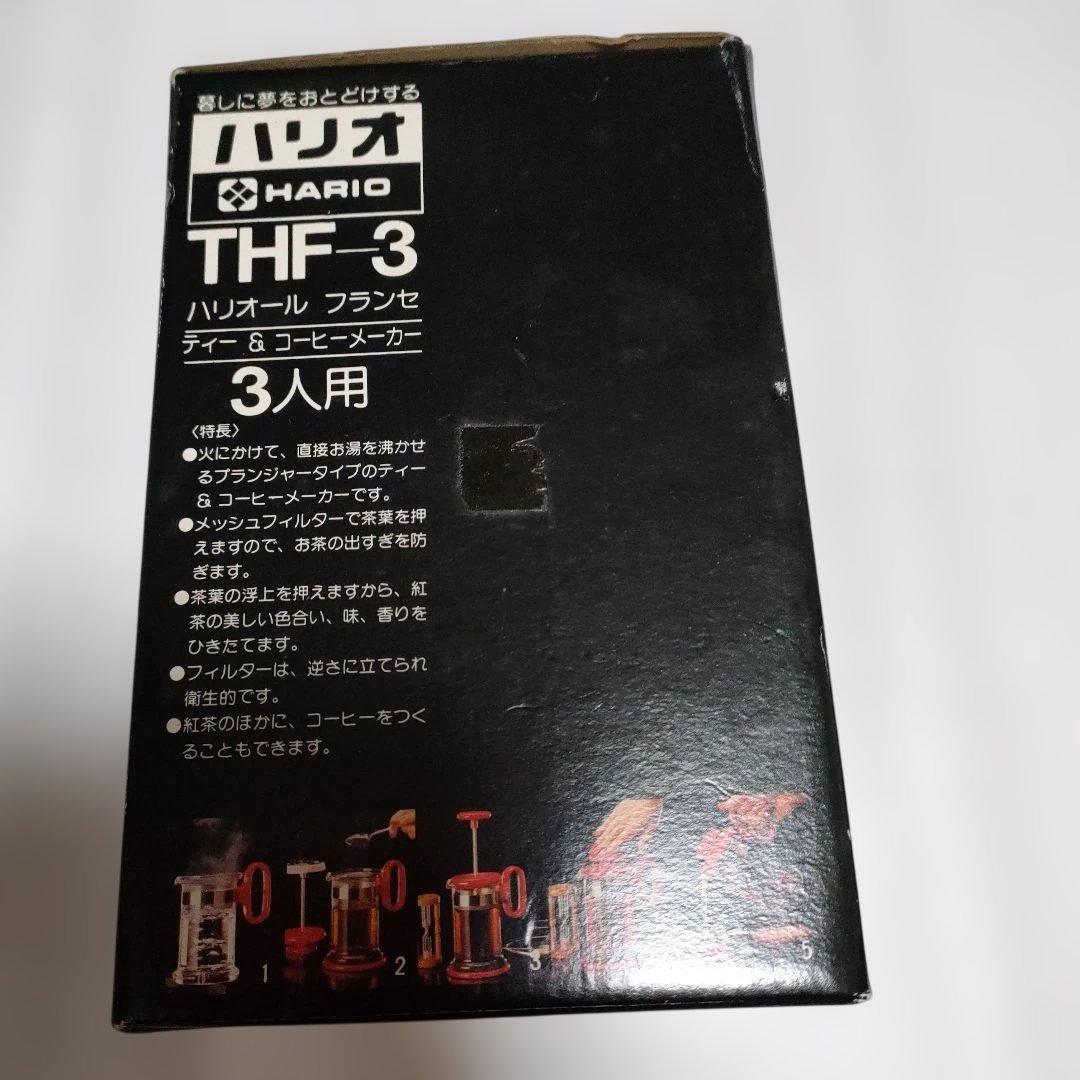 暮しに夢をおとどけする
ハリオ
HARIO
THF-3
ハリオール フランセ
ティー & コーヒーメーカー
3人用
〈特長〉
●火にかけて、直接お湯を沸かせ
るプランジャータイプのティー
& コーヒーメーカーです。
●メッシュフィルターで茶葉を押
えますので、お茶の出すぎを防
ぎます。
●茶葉の浮上を押えますから、紅
茶の美しい色合い、味、香りを
ひきたてます。
●フィルターは、逆さに立てられ
衛生的です。
●紅茶のほかに、コーヒーをつく
ることもできます。
1 2 3 5